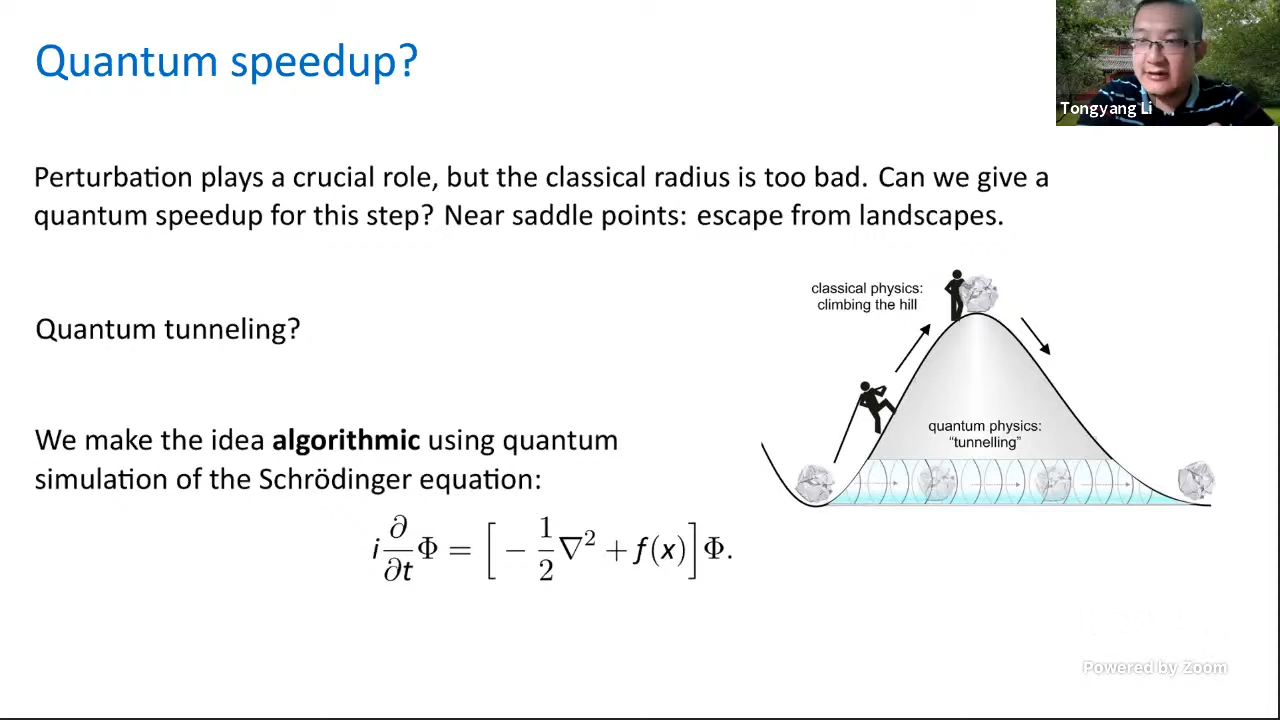 Quantum speedup?
Tongyang Li
Perturbation plays a crucial role, but the classical radius is too bad. Can we give a
quantum speedup for this step? Near saddle points: escape from landscapes.
classical physics:
climbing the hill
Quantum tunneling?
quantum physics:
“tunnelling”
We make the idea algorithmic using quantum
simulation of the Schrödinger equation:
i ∂/∂t Φ = [ − 1/2 ∇² + f(x) ] Φ.
Powered by Zoom